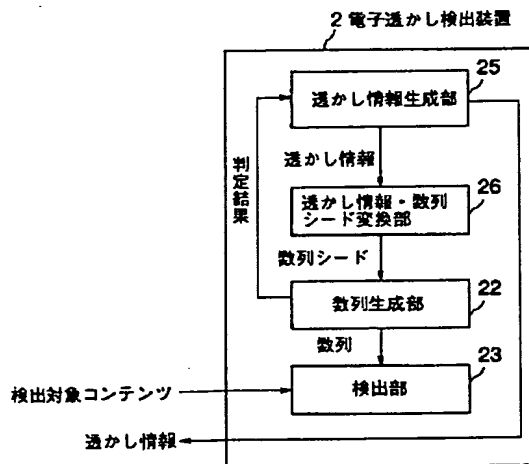 2 電子透かし検出装置
25
透かし情報生成部
透かし情報
判定結果
26
透かし情報・数列
シード変換部
数列シード
22
数列生成部
数列
23
検出部
検出対象コンテンツ
透かし情報